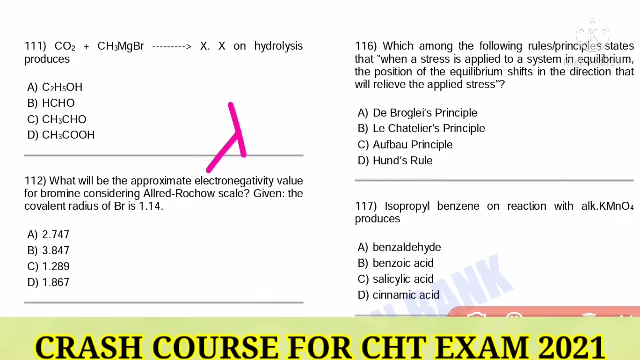 111) CO₂ + CH₃MgBr ---------> X. X on hydrolysis
produces
A) C₂H₅OH
B) HCHO
C) CH₃CHO
D) CH₃COOH
112) What will be the approximate electronegativity value
for bromine considering Allred-Rochow scale? Given: the
covalent radius of Br is 1.14.
A) 2.747
B) 3.847
C) 1.289
D) 1.867
116) Which among the following rules/principles states
that "when a stress is applied to a system in equilibrium,
the position of the equilibrium shifts in the direction that
will relieve the applied stress"?
A) De Broglei's Principle
B) Le Chatelier's Principle
C) Aufbau Principle
D) Hund's Rule
117) Isopropyl benzene on reaction with alk.KMnO₄
produces
A) benzaldehyde
B) benzoic acid
C) salicylic acid
D) cinnamic acid
BANK
CRASH COURSE FOR CHT EXAM 2021